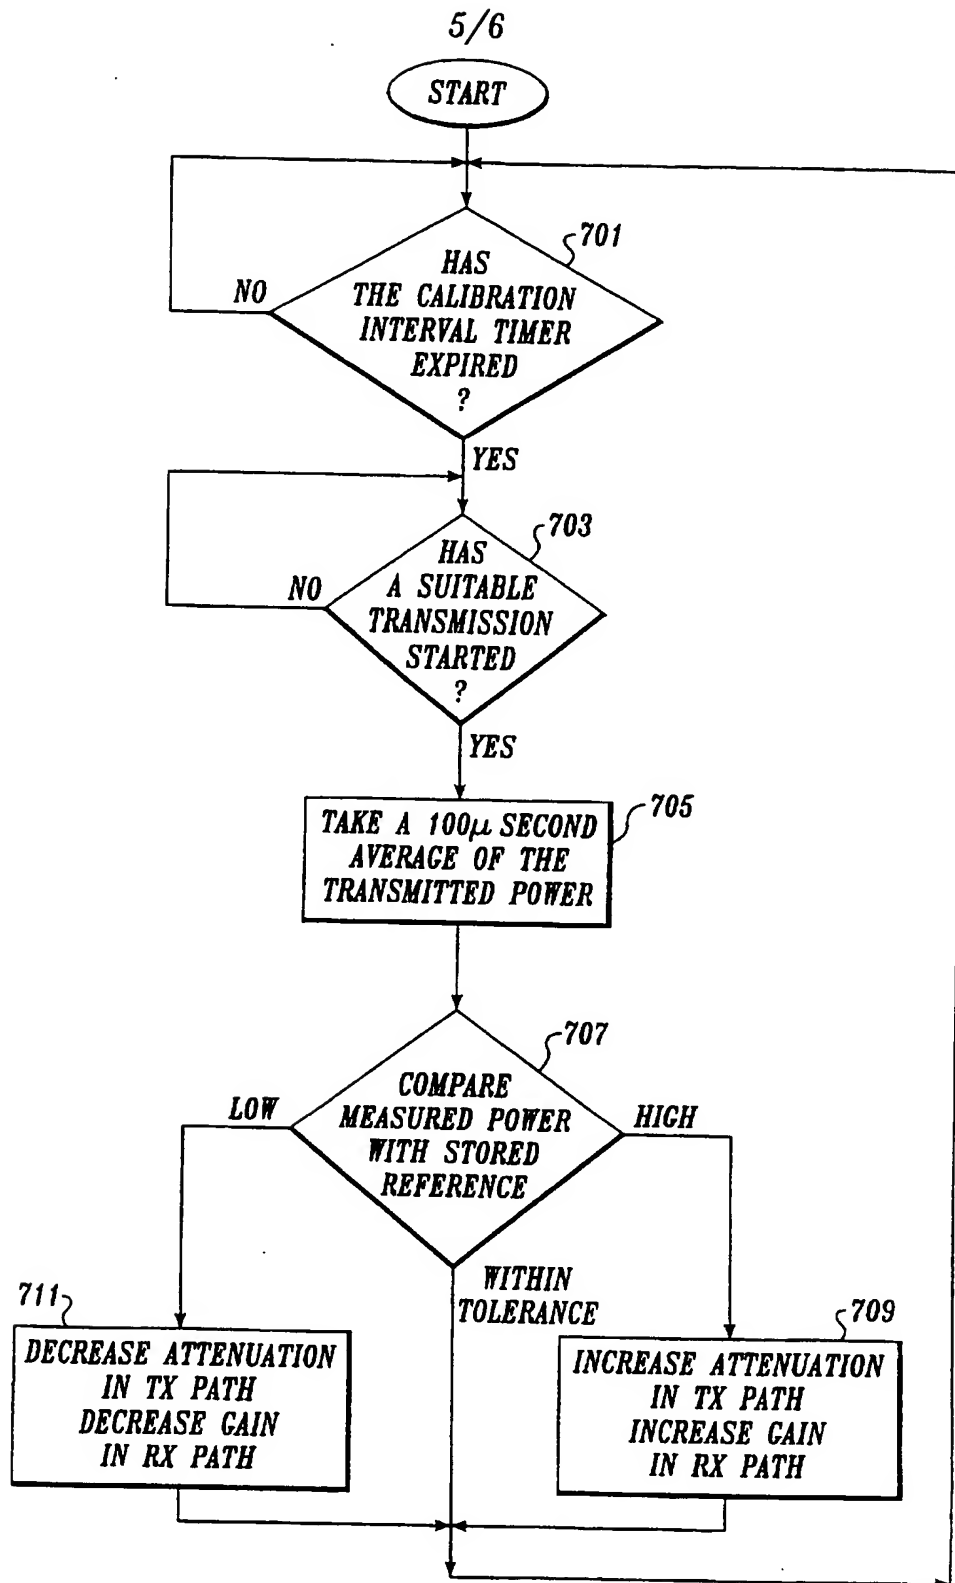 5/6
START
701
HAS
THE CALIBRATION
INTERVAL TIMER
EXPIRED
?
NO
YES
703
HAS
A SUITABLE
TRANSMISSION
STARTED
?
NO
YES
705
TAKE A 100μ SECOND
AVERAGE OF THE
TRANSMITTED POWER
707
COMPARE
MEASURED POWER
WITH STORED
REFERENCE
LOW
HIGH
WITHIN
TOLERANCE
711
DECREASE ATTENUATION
IN TX PATH
DECREASE GAIN
IN RX PATH
709
INCREASE ATTENUATION
IN TX PATH
INCREASE GAIN
IN RX PATH